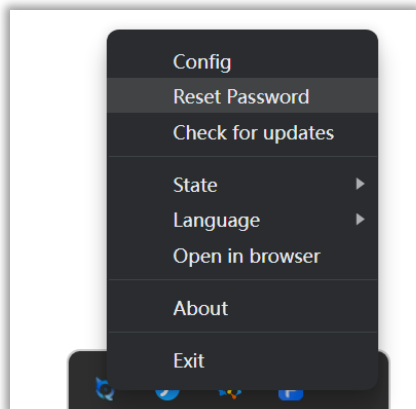 Config
Reset Password
Check for updates
State
Language
Open in browser
About
Exit